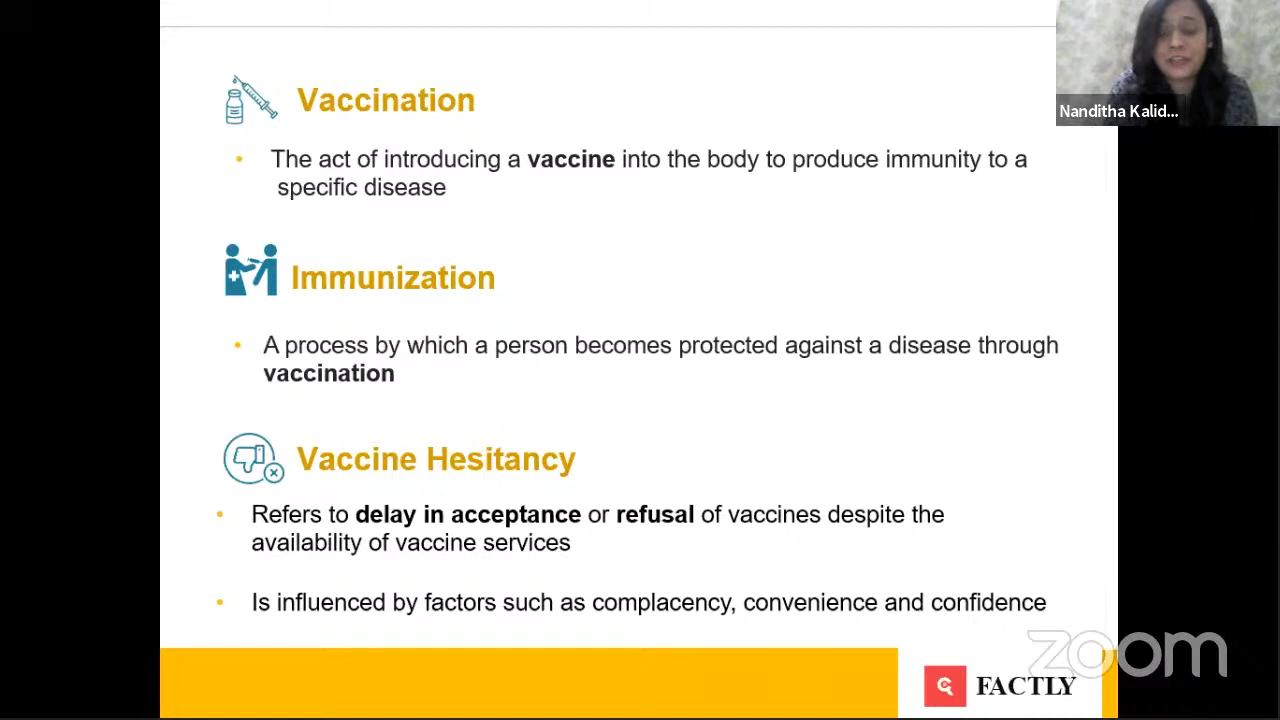 Vaccination
Nanditha Kalid...
• The act of introducing a vaccine into the body to produce immunity to a
specific disease
Immunization
• A process by which a person becomes protected against a disease through
vaccination
Vaccine Hesitancy
• Refers to delay in acceptance or refusal of vaccines despite the
availability of vaccine services
• Is influenced by factors such as complacency, convenience and confidence
zoom
FACTLY